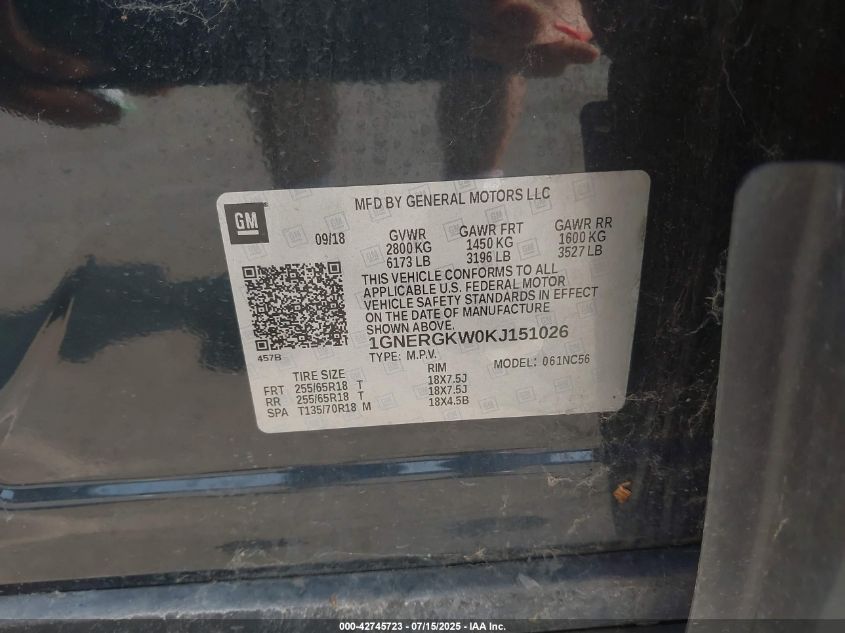 GM
MFD BY GENERAL MOTORS LLC
09/18
GVWR GAWR FRT GAWR RR
2800 KG 1450 KG 1600 KG
6173 LB 3196 LB 3527 LB
THIS VEHICLE CONFORMS TO ALL
APPLICABLE U.S. FEDERAL MOTOR
VEHICLE SAFETY STANDARDS IN EFFECT
ON THE DATE OF MANUFACTURE
SHOWN ABOVE.
457B
1GNERGKW0KJ151026
TYPE: M.P.V. MODEL: 061NC56
TIRE SIZE RIM
FRT 255/65R18 T 18X7.5J
RR 255/65R18 T 18X7.5J
SPA T135/70R18 M 18X4.5B
000-42745723 - 07/15/2025 - IAA Inc.